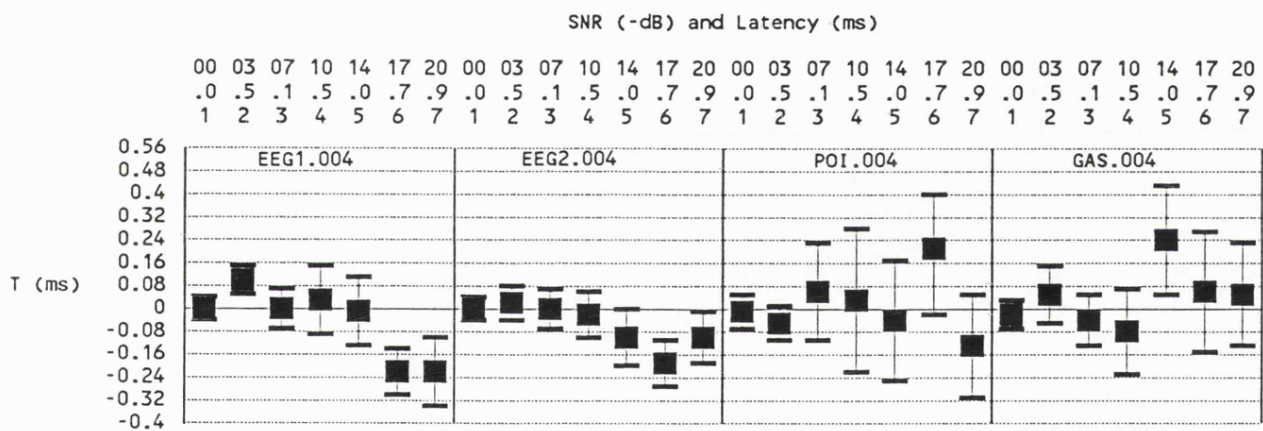 SNR (-dB) and Latency (ms)
00 03 07 10 14 17 20 00 03 07 10 14 17 20 00 03 07 10 14 17 20 00 03 07 10 14 17 20
.0 .5 .1 .5 .0 .7 .9 .0 .5 .1 .5 .0 .7 .9 .0 .5 .1 .5 .0 .7 .9 .0 .5 .1 .5 .0 .7 .9
1 2 3 4 5 6 7 1 2 3 4 5 6 7 1 2 3 4 5 6 7 1 2 3 4 5 6 7
0.56
EEG1.004 EEG2.004 POI.004 GAS.004
0.48
0.4
0.32
0.24
0.16
T (ms) 0.08
0
-0.08
-0.16
-0.24
-0.32
-0.4